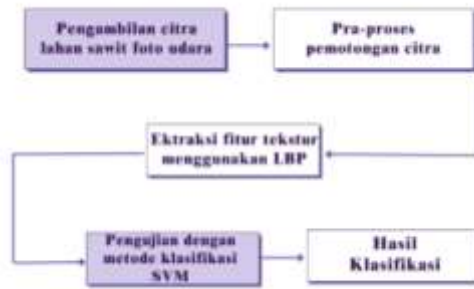 Pengambilan citra
lahan sawit foto udara
Pra-proses
pemotongan citra
Ektraksi fitur tekstur
menggunakan LBP
Pengujian dengan
metode klasifikasi
SVM
Hasil
Klasifikasi